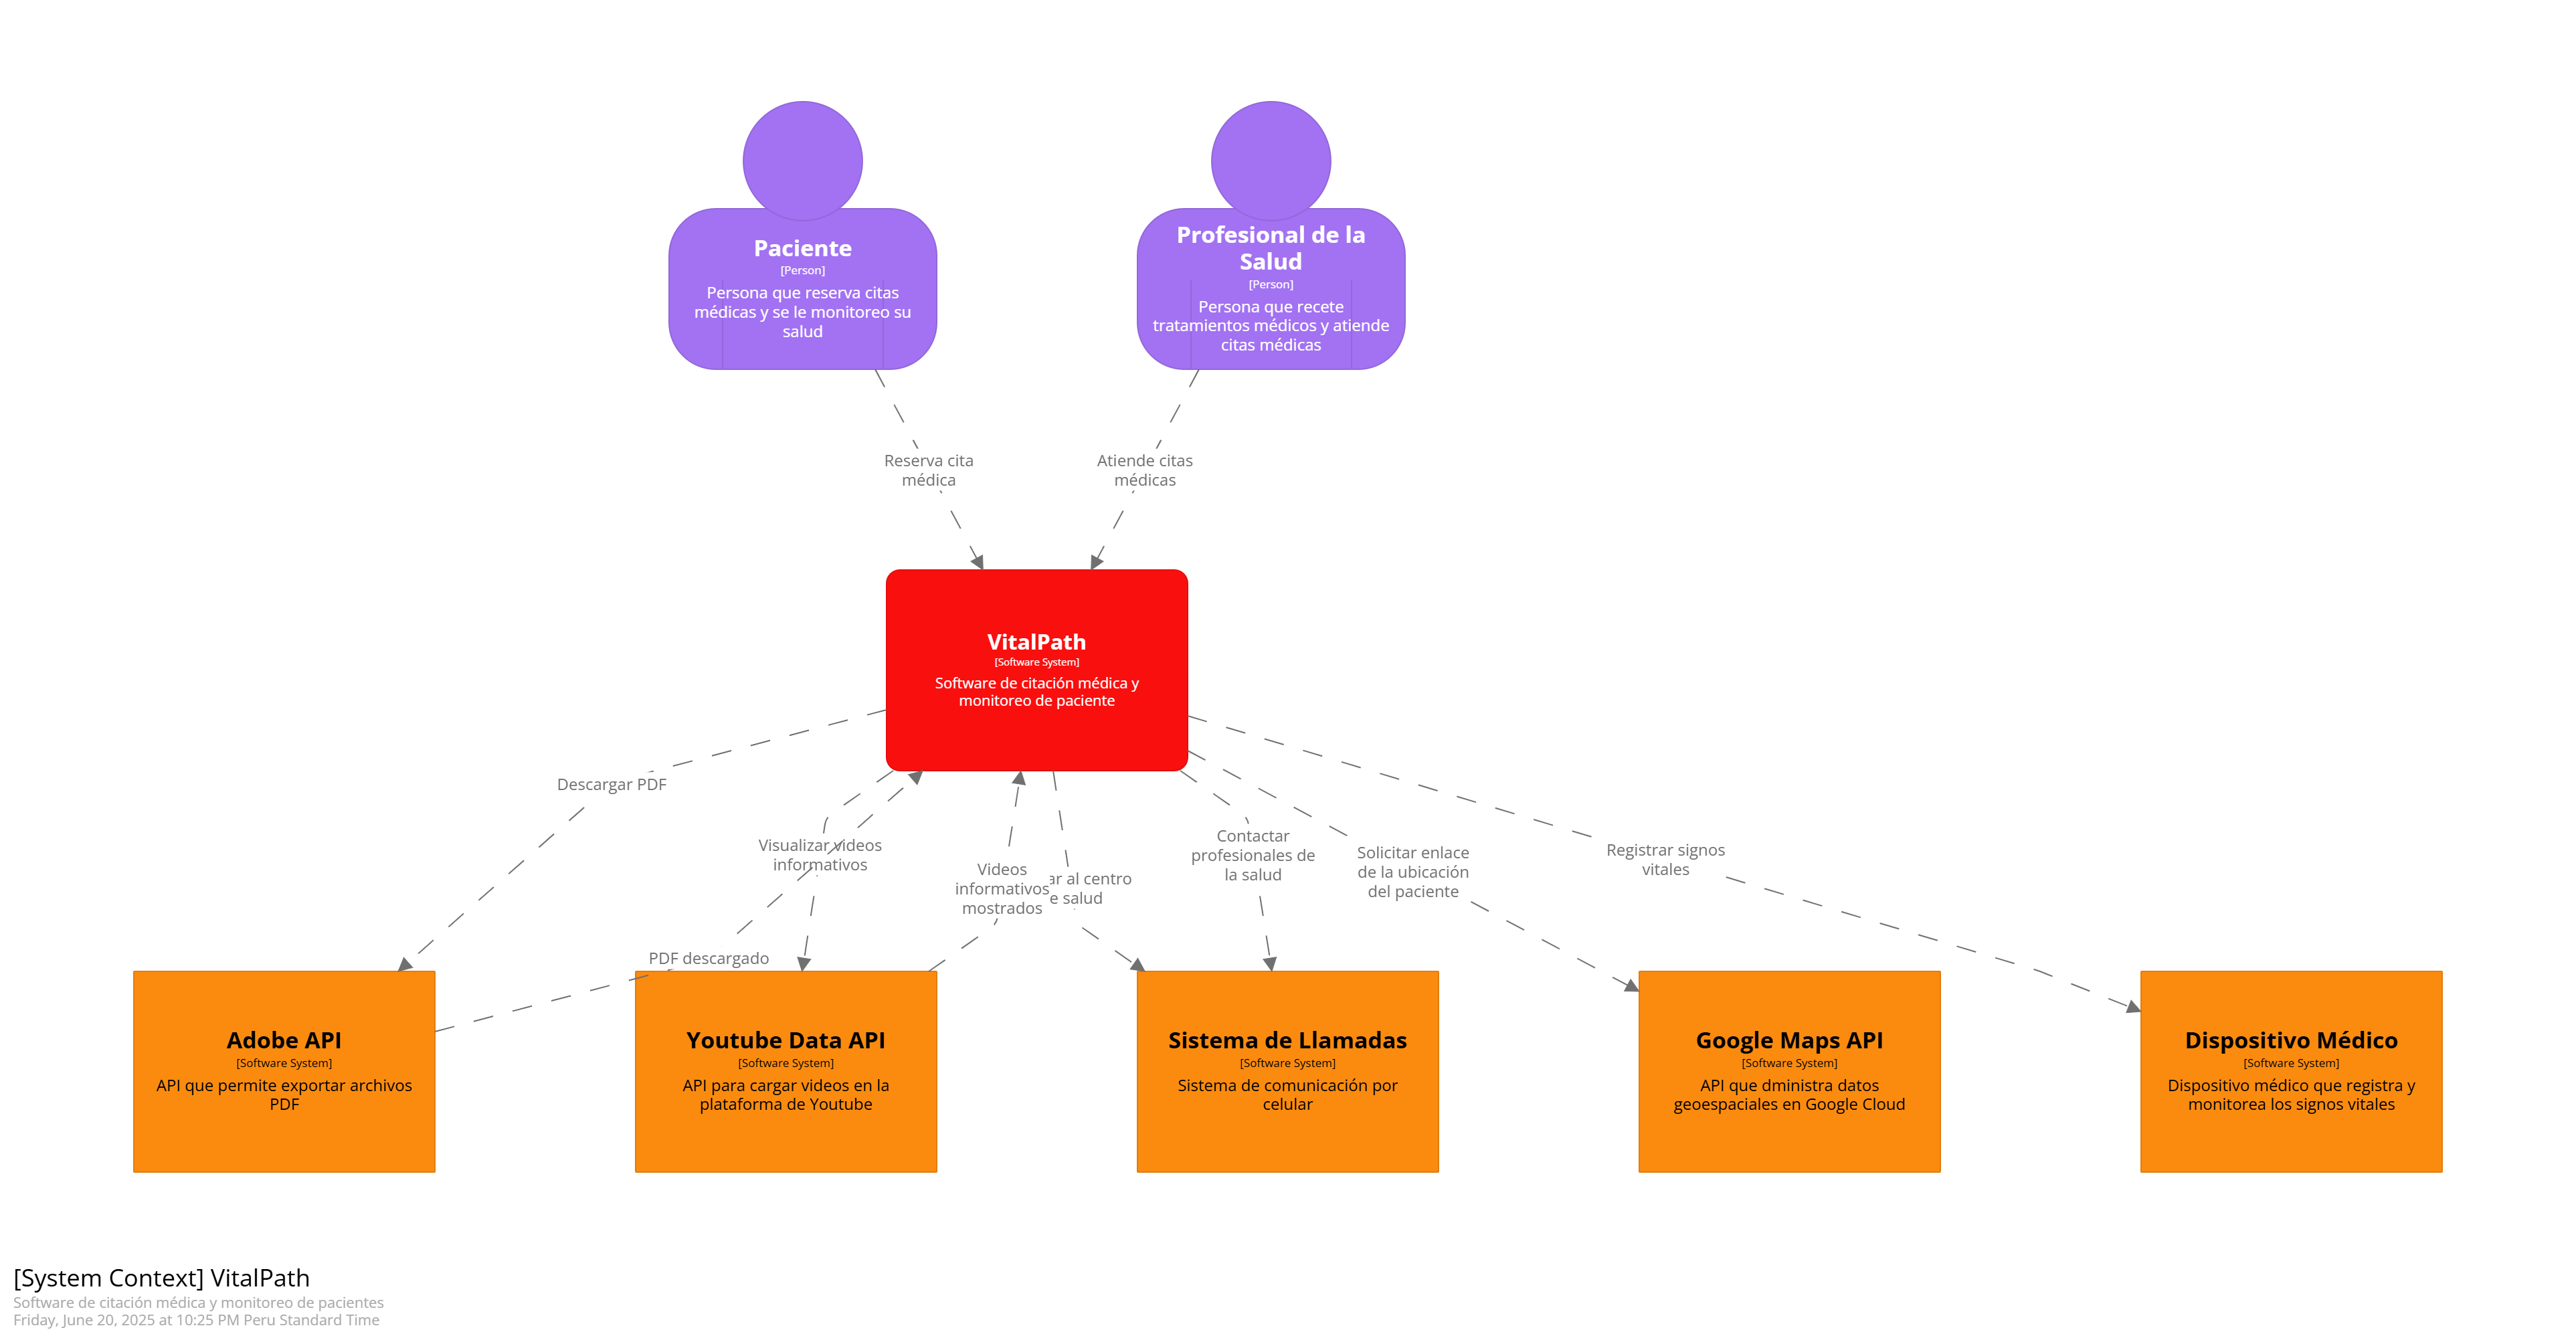 Paciente
[Person]
Persona que reserva citas
médicas y se le monitoreo su
salud
Profesional de la
Salud
[Person]
Persona que recete
tratamientos médicos y atiende
citas médicas
Reserva cita
médica
Atiende citas
médicas
VitalPath
[Software System]
Software de citación médica y
monitoreo de paciente
Descargar PDF
Visualizar videos
informativos
Videos
informativos
mostrados
al centro
salud
Contactar
profesionales de
la salud
Solicitar enlace
de la ubicación
del paciente
Registrar signos
vitales
PDF descargado
Adobe API
[Software System]
API que permite exportar archivos
PDF
Youtube Data API
[Software System]
API para cargar videos en la
plataforma de Youtube
Sistema de Llamadas
[Software System]
Sistema de comunicación por
celular
Google Maps API
[Software System]
API que dministra datos
geoespaciales en Google Cloud
Dispositivo Médico
[Software System]
Dispositivo médico que registra y
monitorea los signos vitales
[System Context] VitalPath
Software de citación médica y monitoreo de pacientes
Friday, June 20, 2025 at 10:25 PM Peru Standard Time